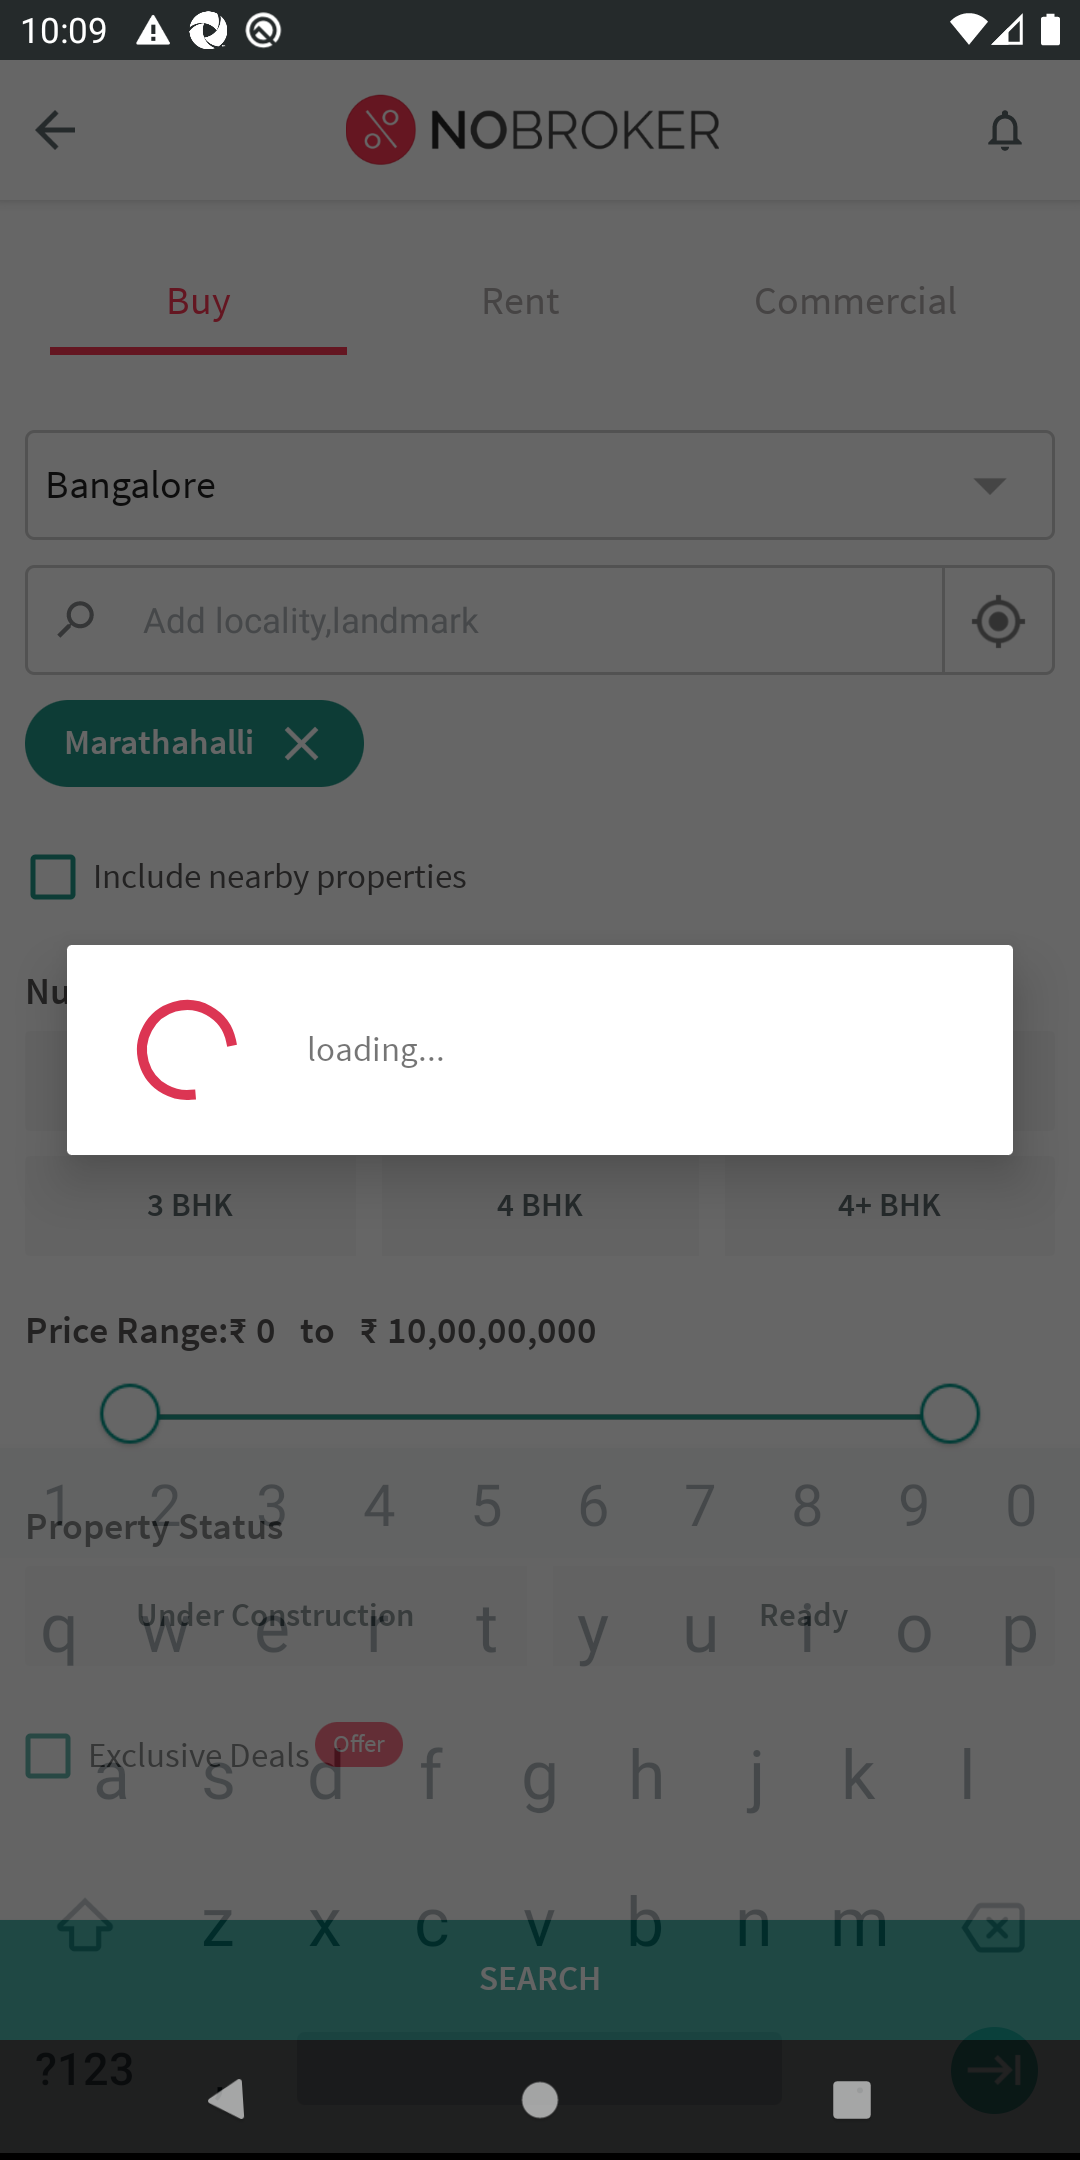 10:09
NOBROKER
Buy Rent Commercial
Bangalore
Add locality,landmark
Marathahalli
Include nearby properties
Nu
loading...
3 BHK 4 BHK 4+ BHK
Price Range:₹ 0 to ₹ 10,00,00,000
1 2 3 4 5 6 7 8 9 0
Property Status
Under Construction Ready
q w e r t y u i o p
Exclusive Deals Offer
a s d f g h j k l
z x c v b n m
SEARCH
?123 ,